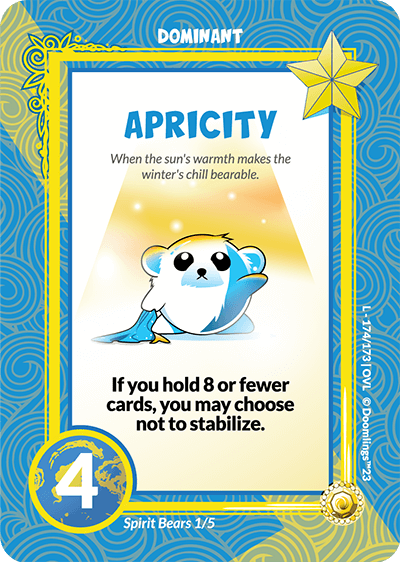 DOMINANT
APRICITY
When the sun's warmth makes the
winter's chill bearable.
If you hold 8 or fewer
cards, you may choose
not to stabilize.
4
Spirit Bears 1/5
L - 174/173 | OVL © Doomlings™23